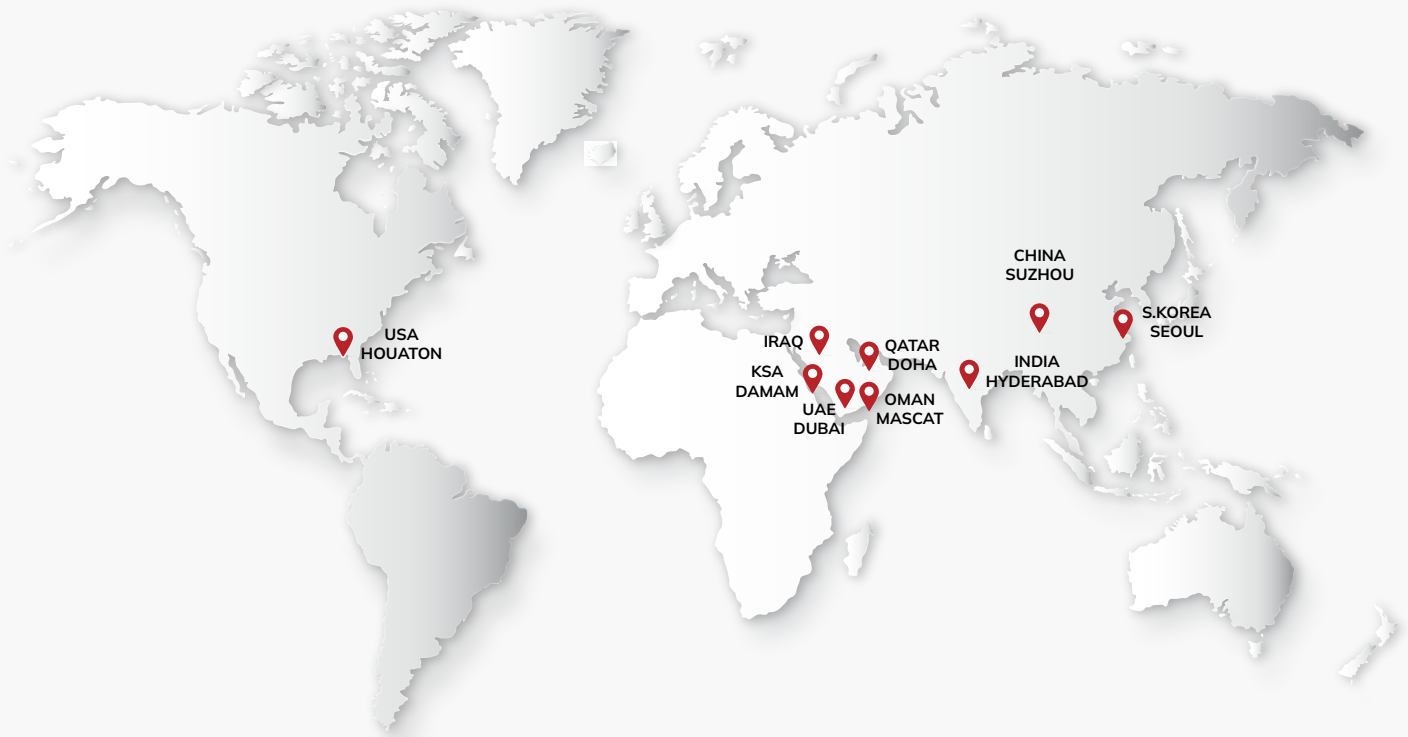 CHINA
SUZHOU
S.KOREA
SEOUL
USA
HOUATON
IRAQ
QATAR
DOHA
KSA
DAMAM
INDIA
HYDERABAD
UAE
DUBAI
OMAN
MASCAT